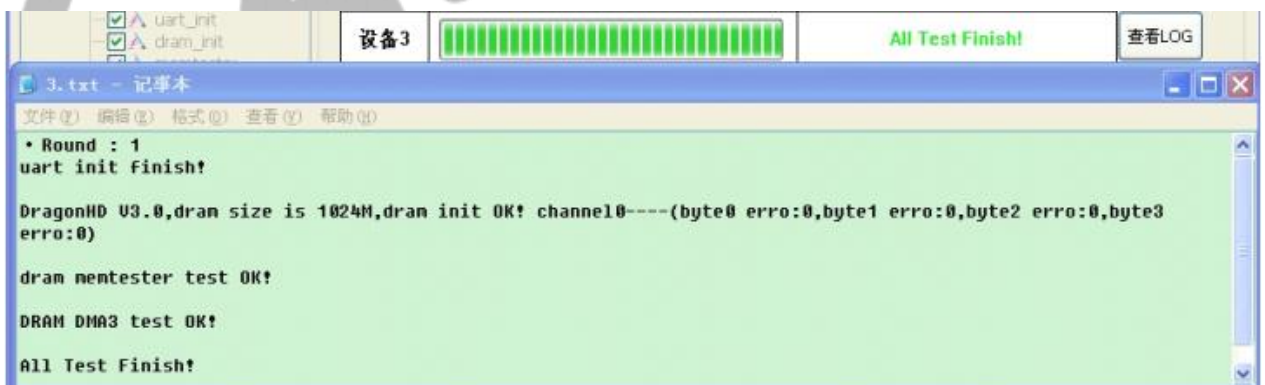 uart_init
dram_init
设备3
All Test Finish!
查看LOG
3.txt - 记事本
文件(F) 编辑(E) 格式(O) 查看(V) 帮助(H)
• Round : 1
uart init Finish!
DragonHD V3.0,dram size is 1024M,dram init OK! channel0----(byte0 erro:0,byte1 erro:0,byte2 erro:0,byte3
erro:0)
dram memtester test OK!
DRAM DMA3 test OK!
All Test Finish!